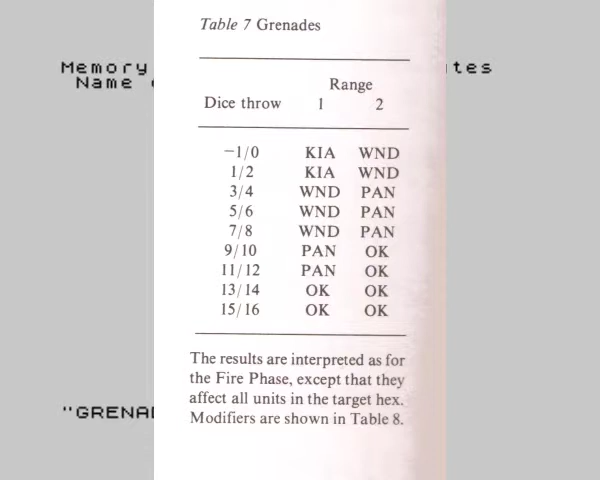 Table 7 Grenades
Memory
tes
Name
Range
Dice throw 1 2
−1/0 KIA WND
1/2 KIA WND
3/4 WND PAN
5/6 WND PAN
7/8 WND PAN
9/10 PAN OK
11/12 PAN OK
13/14 OK OK
15/16 OK OK
The results are interpreted as for
the Fire Phase, except that they
affect all units in the target hex.
Modifiers are shown in Table 8.
"GRENA